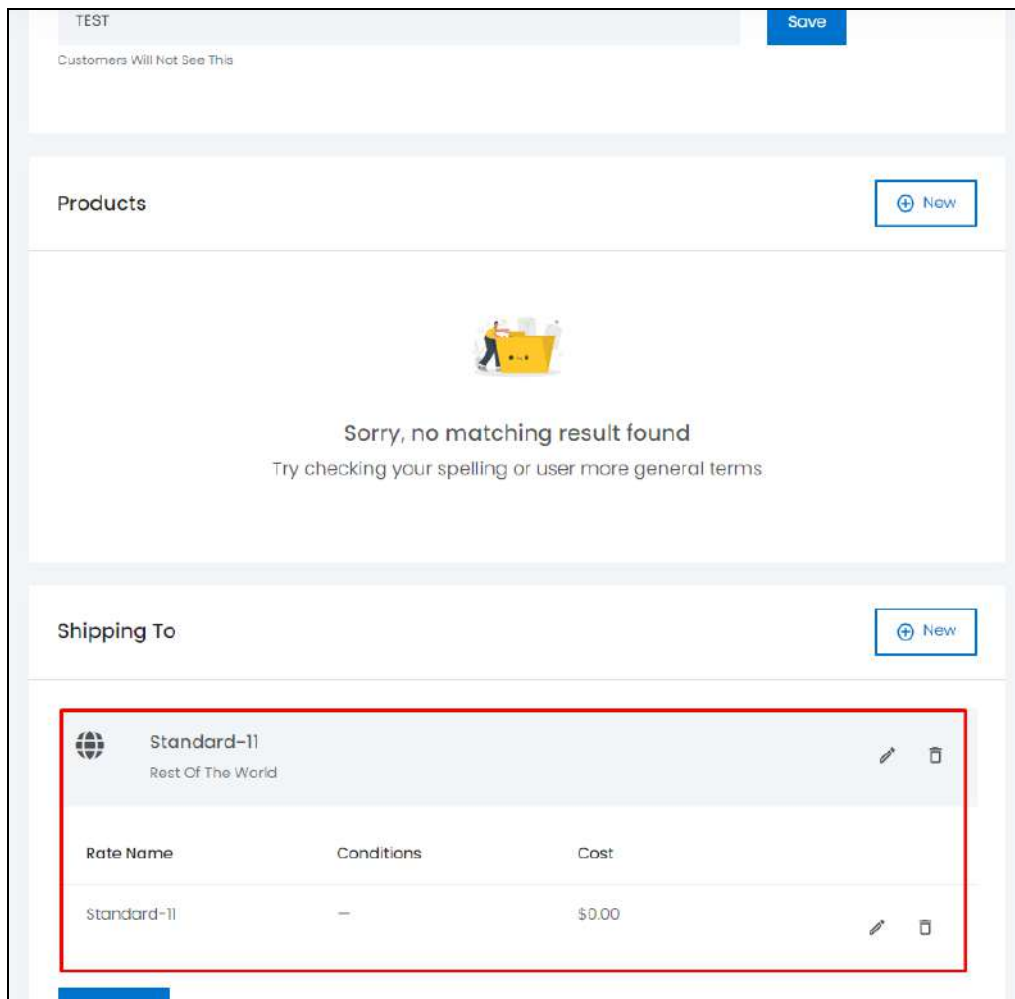 TEST
Save
Customers Will Not See This
Products
New
Sorry, no matching result found
Try checking your spelling or user more general terms
Shipping To
New
Standard-11
Rest Of The World
Rate Name Conditions Cost
Standard-11 — $0.00